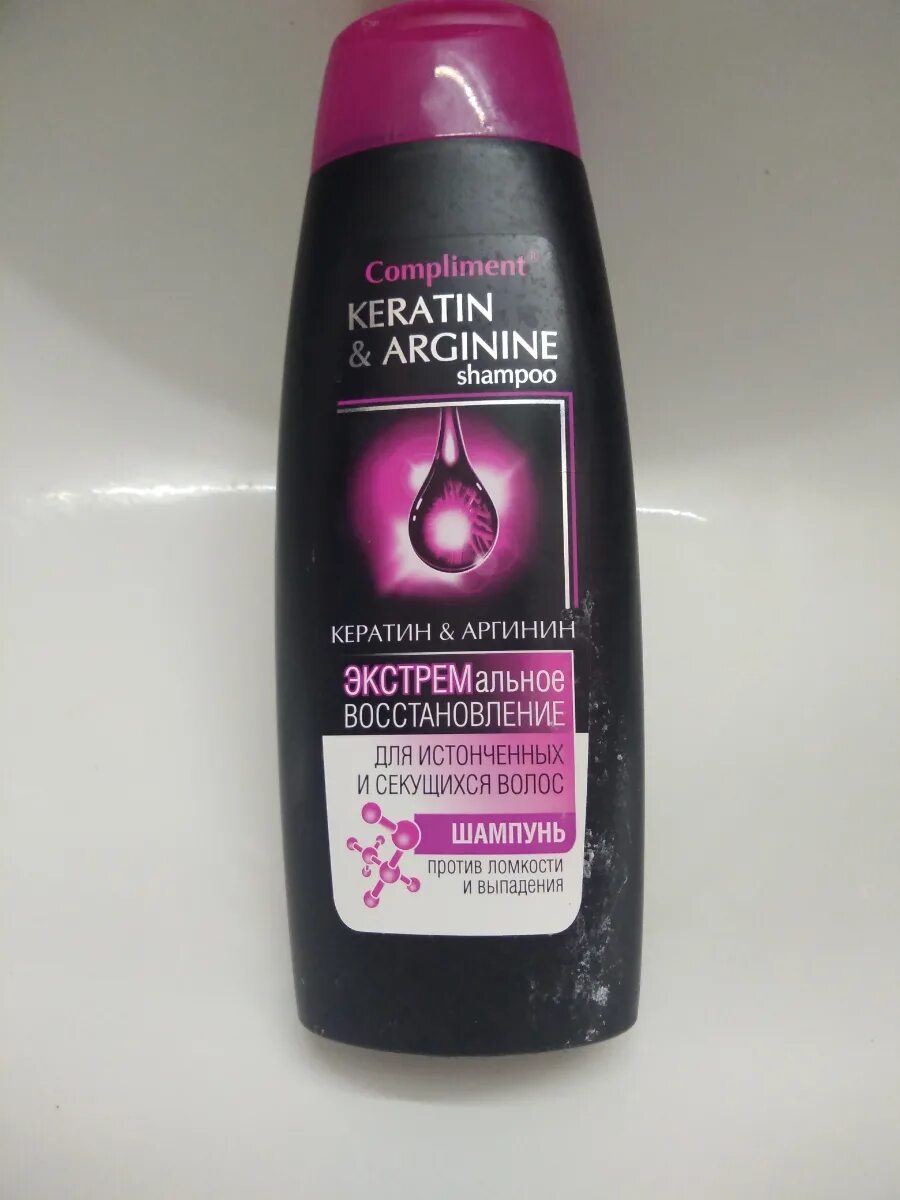 Compliment®
KERATIN
& ARGININE
shampoo
КЕРАТИН & АРГИНИН
ЭКСТРЕМальное
ВОССТАНОВЛЕНИЕ
ДЛЯ ИСТОНЧЕННЫХ
И СЕКУЩИХСЯ ВОЛОС
ШАМПУНЬ
против ломкости
и выпадения